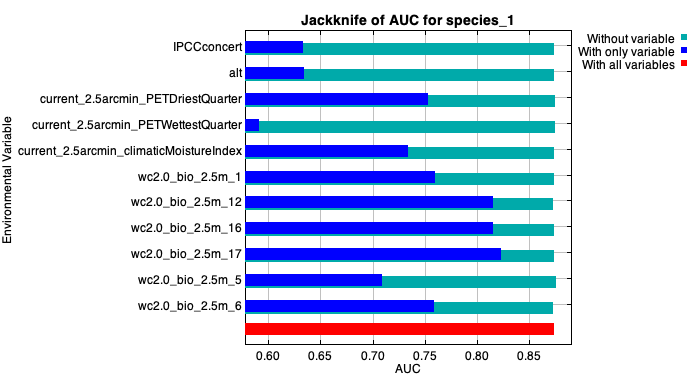 Jackknife of AUC for species_1
Without variable
With only variable
With all variables
Environmental Variable
IPCCconcert
alt
current_2.5arcmin_PETDriestQuarter
current_2.5arcmin_PETWettestQuarter
current_2.5arcmin_climaticMoistureIndex
wc2.0_bio_2.5m_1
wc2.0_bio_2.5m_12
wc2.0_bio_2.5m_16
wc2.0_bio_2.5m_17
wc2.0_bio_2.5m_5
wc2.0_bio_2.5m_6
0.60 0.65 0.70 0.75 0.80 0.85
AUC